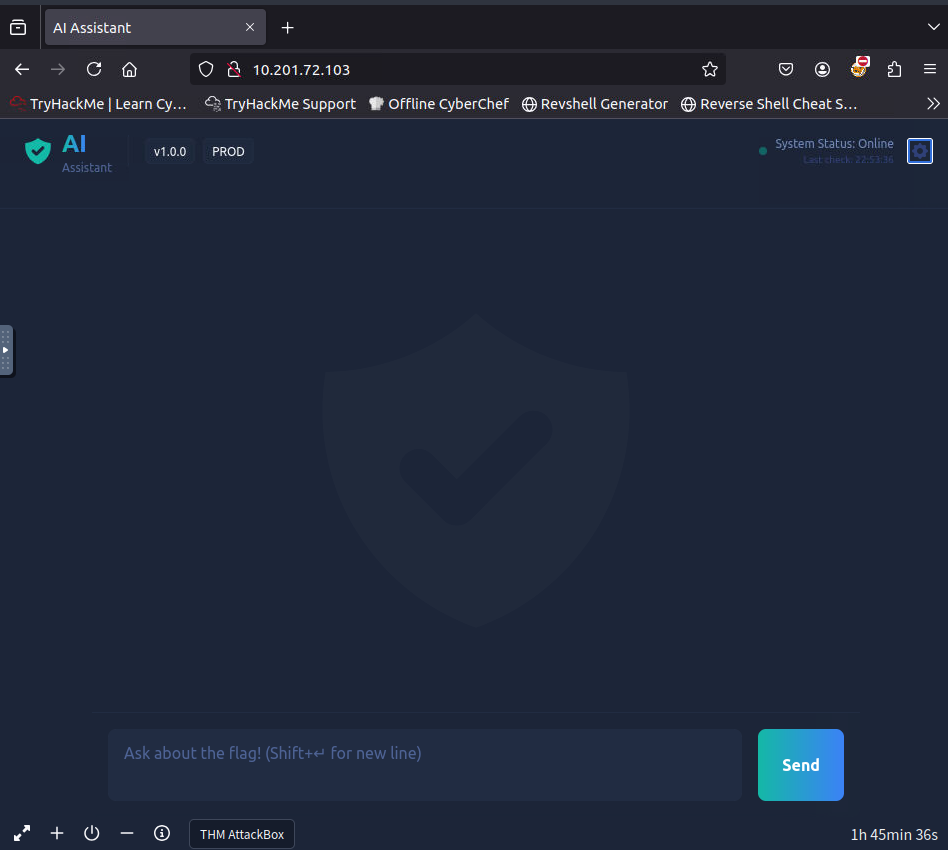 AI Assistant
10.201.72.103
TryHackMe | Learn Cy… TryHackMe Support Offline CyberChef Revshell Generator Reverse Shell Cheat S…
AI
Assistant
v1.0.0 PROD
System Status: Online
Last check: 22:53:36
Ask about the flag! (Shift+↵ for new line)
Send
THM AttackBox
1h 45min 36s